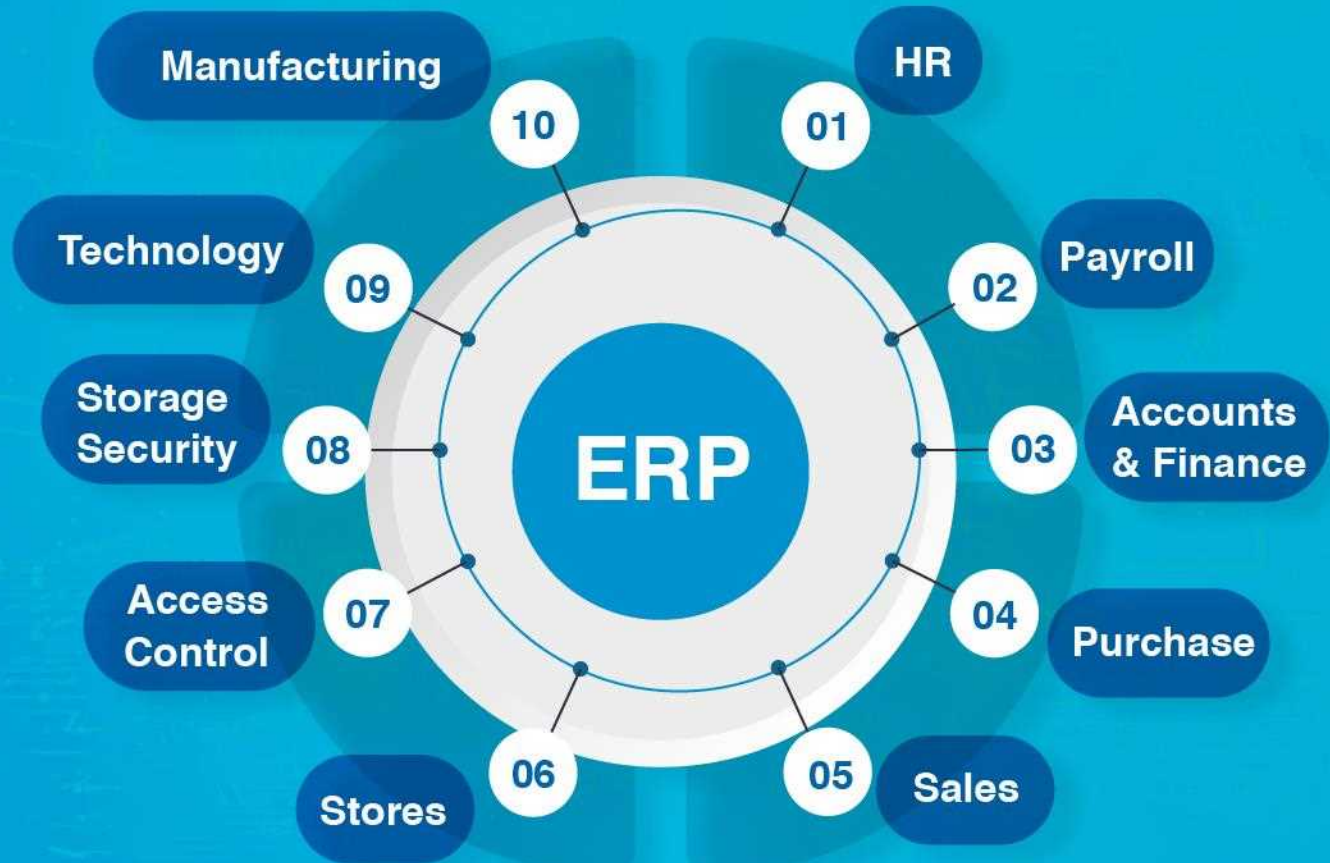 ERP
01
HR
02
Payroll
03
Accounts
& Finance
04
Purchase
05
Sales
06
Stores
07
Access
Control
08
Storage
Security
09
Technology
10
Manufacturing